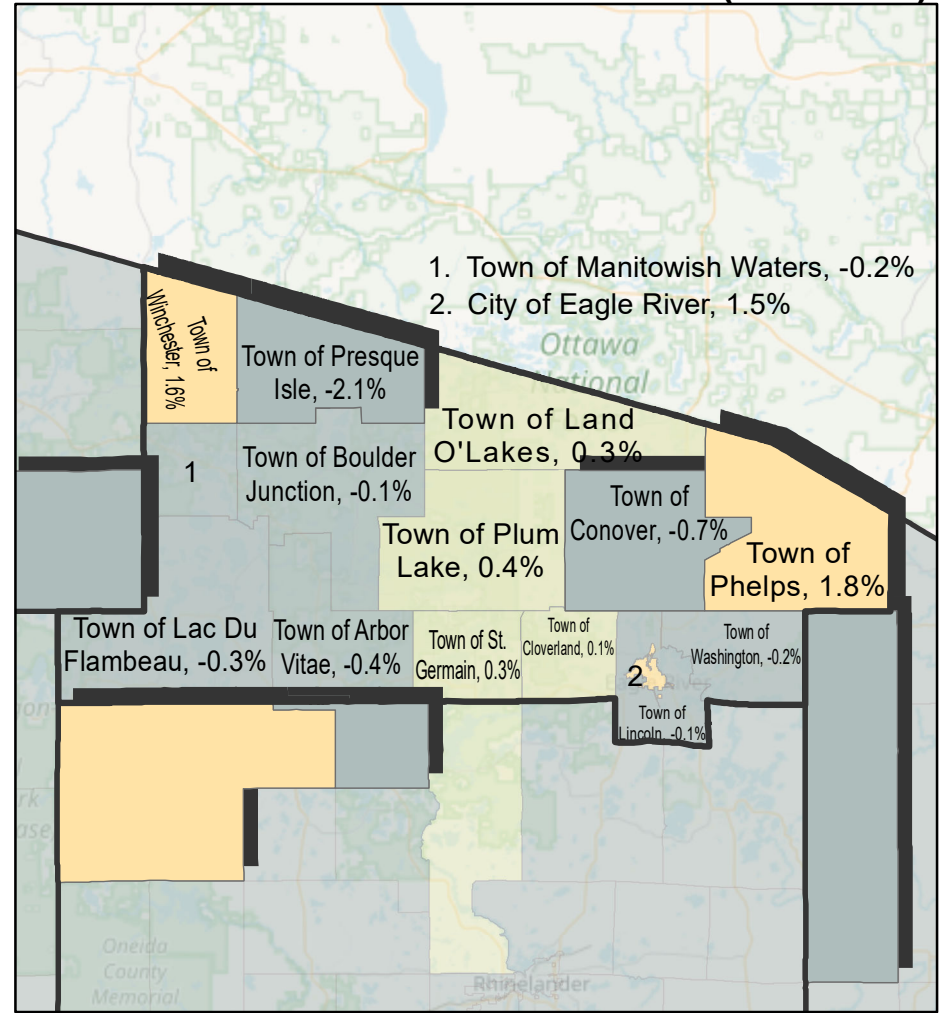 1. Town of Manitowish Waters, -0.2%
2. City of Eagle River, 1.5%
Ottawa
National
Town of
Winchester, 1.6%
Town of Presque
Isle, -2.1%
Town of Land
O'Lakes, 0.3%
1
Town of Boulder
Junction, -0.1%
Town of
Conover, -0.7%
Town of Plum
Lake, 0.4%
Town of
Phelps, 1.8%
Town of Lac Du
Flambeau, -0.3%
Town of Arbor
Vitae, -0.4%
Town of St.
Germain, 0.3%
Town of
Cloverland, 0.1%
Town of
Washington, -0.2%
2
Eagle River
Town of
Lincoln, -0.1%
Oneida
County
Memorial
Rhinelander